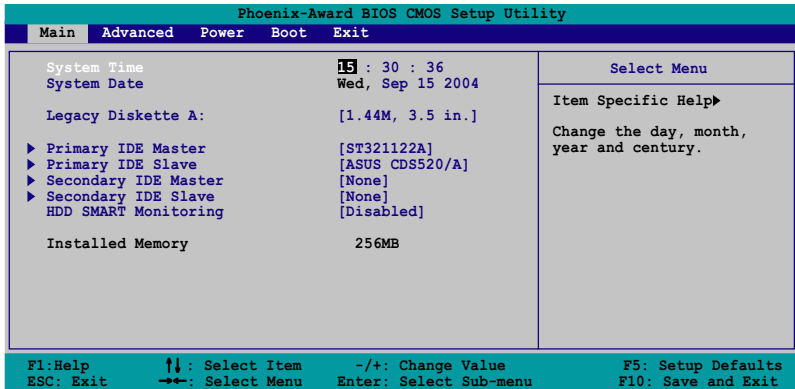 Phoenix-Award BIOS CMOS Setup Utility
Main Advanced Power Boot Exit
System Time 15 : 30 : 36
System Date Wed, Sep 15 2004
Legacy Diskette A: [1.44M, 3.5 in.]
Primary IDE Master [ST321122A]
Primary IDE Slave [ASUS CDS520/A]
Secondary IDE Master [None]
Secondary IDE Slave [None]
HDD SMART Monitoring [Disabled]
Installed Memory 256MB
Select Menu
Item Specific Help▶
Change the day, month,
year and century.
F1:Help ↑↓: Select Item -/+: Change Value F5: Setup Defaults
ESC: Exit →←: Select Menu Enter: Select Sub-menu F10: Save and Exit